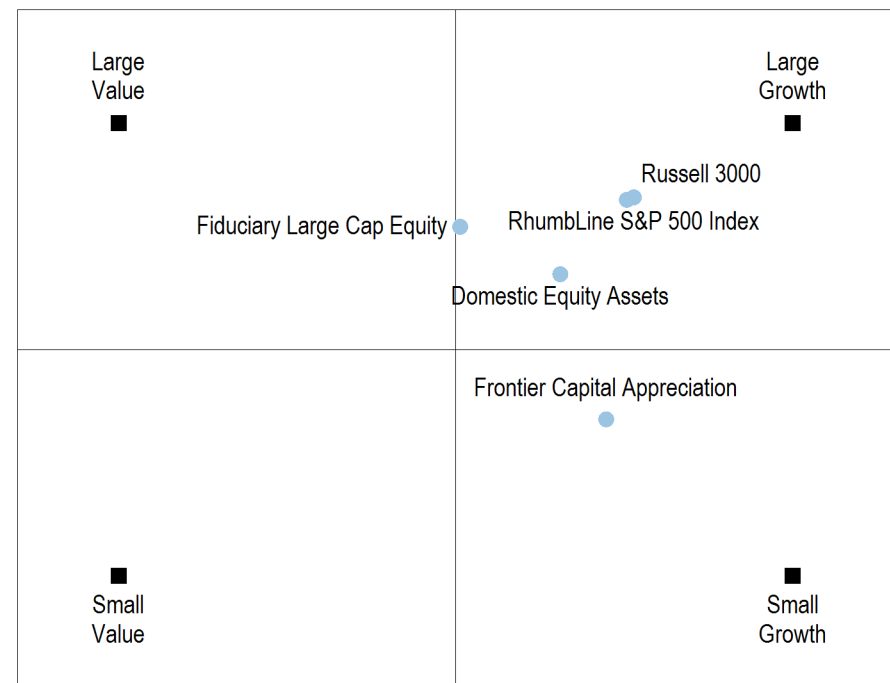 Large
Value
Large
Growth
Russell 3000
Fiduciary Large Cap Equity
RhumbLine S&P 500 Index
Domestic Equity Assets
Frontier Capital Appreciation
Small
Value
Small
Growth